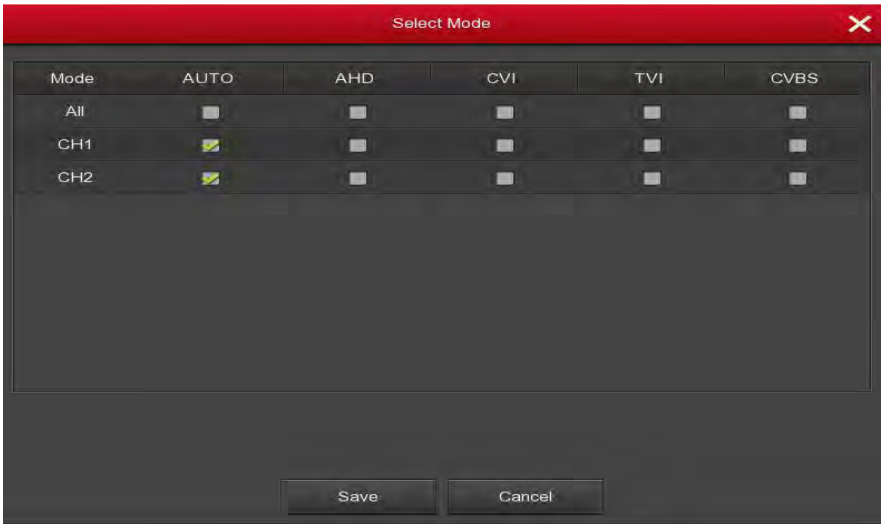 Select Mode
Mode AUTO AHD CVI TVI CVBS
All
CH1
CH2
Save Cancel